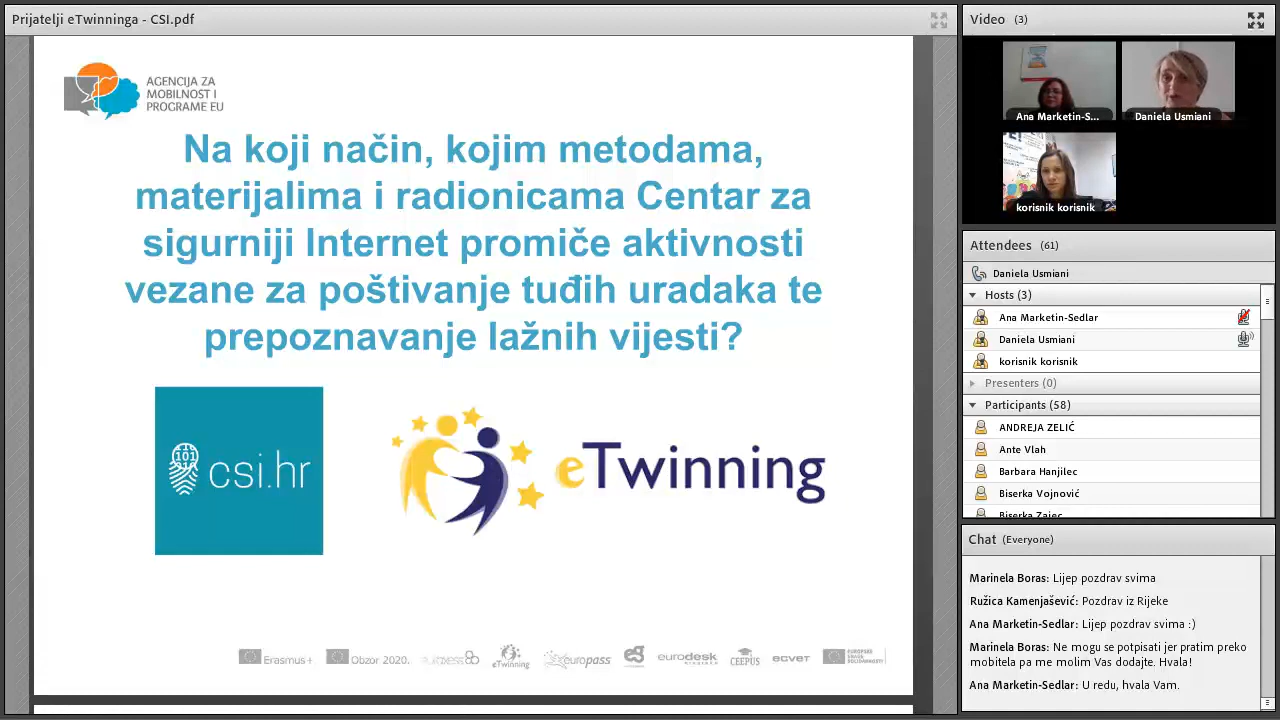 Prijatelji eTwinninga - CSI.pdf
AGENCIJA ZA
MOBILNOST I
PROGRAME EU
Na koji način, kojim metodama,
materijalima i radionicama Centar za
sigurniji Internet promiče aktivnosti
vezane za poštivanje tuđih uradaka te
prepoznavanje lažnih vijesti?
csi.hr
eTwinning
Erasmus+
Obzor 2020.
eTwinning
europass
eurodesk
CEEPUS
ecvet
Video (3)
Ana Marketin-S...
Daniela Usmiani
korisnik korisnik
Attendees (61)
Daniela Usmiani
Hosts (3)
Ana Marketin-Sedlar
Daniela Usmiani
korisnik korisnik
Presenters (0)
Participants (58)
ANDREJA ZELIĆ
Ante Vlah
Barbara Hanjilec
Biserka Vojnović
Biserka Zajec
Chat (Everyone)
Marinela Boras: Lijep pozdrav svima
Ružica Kamenjašević: Pozdrav iz Rijeke
Ana Marketin-Sedlar: Lijep pozdrav svima :)
Marinela Boras: Ne mogu se potpisati jer pratim preko
mobitela pa me molim Vas dodajte. Hvala!
Ana Marketin-Sedlar: U redu, hvala Vam.